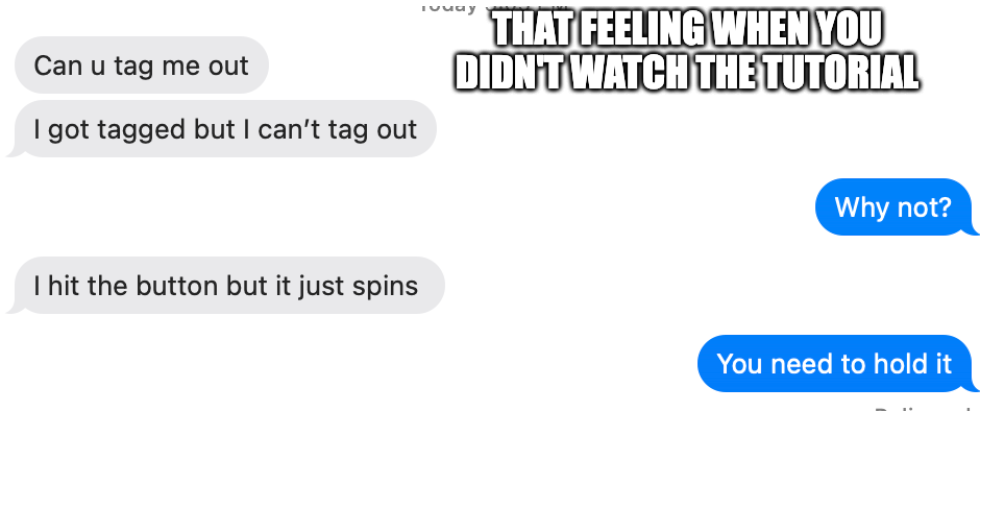 Today
THAT FEELING WHEN YOU
DIDN'T WATCH THE TUTORIAL
Can u tag me out
I got tagged but I can’t tag out
Why not?
I hit the button but it just spins
You need to hold it